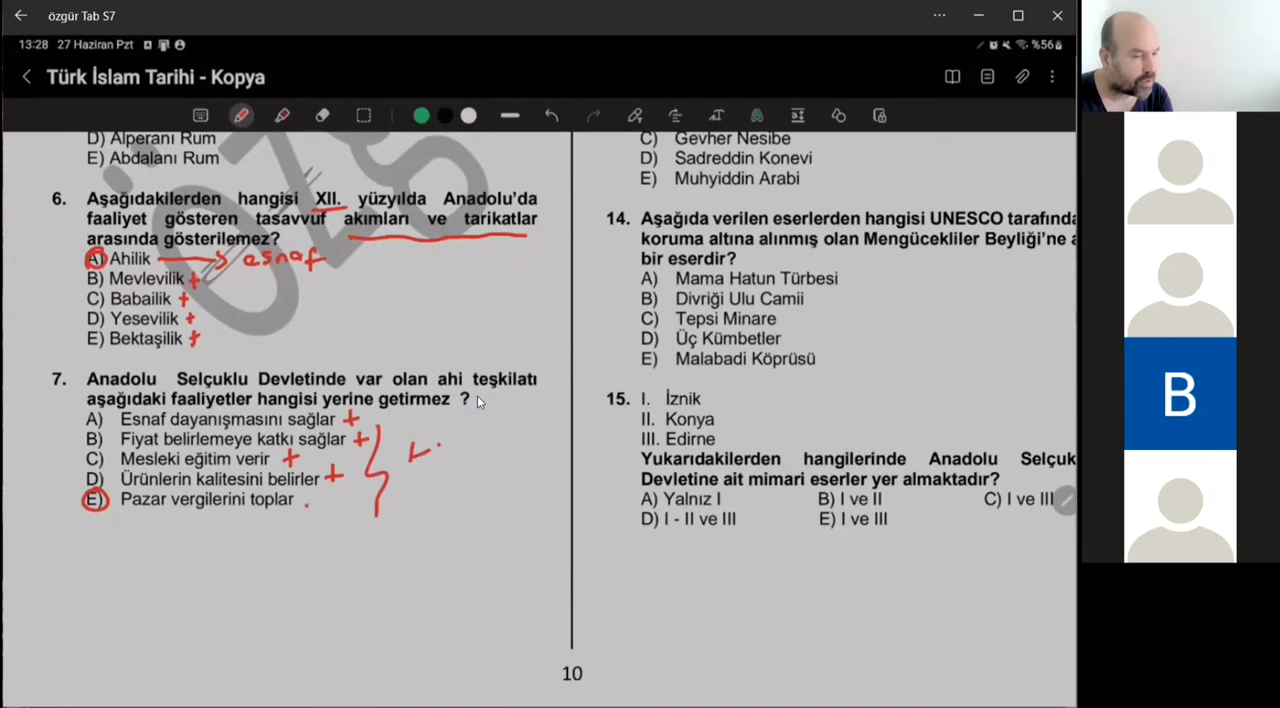 özgür Tab S7
13:28 27 Haziran Pzt
%56
Türk İslam Tarihi - Kopya
D) Alperanı Rum
E) Abdalanı Rum
6. Aşağıdakilerden hangisi XII. yüzyılda Anadolu'da
faaliyet gösteren tasavvuf akımları ve tarikatlar
arasında gösterilemez?
A) Ahilik esnaf
B) Mevlevilik +
C) Babailik +
D) Yesevilik +
E) Bektaşilik +
7. Anadolu Selçuklu Devletinde var olan ahi teşkilatı
aşağıdaki faaliyetler hangisi yerine getirmez ?
A) Esnaf dayanışmasını sağlar +
B) Fiyat belirlemeye katkı sağlar +
C) Mesleki eğitim verir +
D) Ürünlerin kalitesini belirler +
E) Pazar vergilerini toplar
C) Gevher Nesibe
D) Sadreddin Konevi
E) Muhyiddin Arabi
14. Aşağıda verilen eserlerden hangisi UNESCO tarafında
koruma altına alınmış olan Mengücekliler Beyliği'ne a
bir eserdir?
A) Mama Hatun Türbesi
B) Divriği Ulu Camii
C) Tepsi Minare
D) Üç Kümbetler
E) Malabadi Köprüsü
15. I. İznik
II. Konya
III. Edirne
Yukarıdakilerden hangilerinde Anadolu Selçuk
Devletine ait mimari eserler yer almaktadır?
A) Yalnız I B) I ve II C) I ve III
D) I - II ve III E) I ve III
10
B